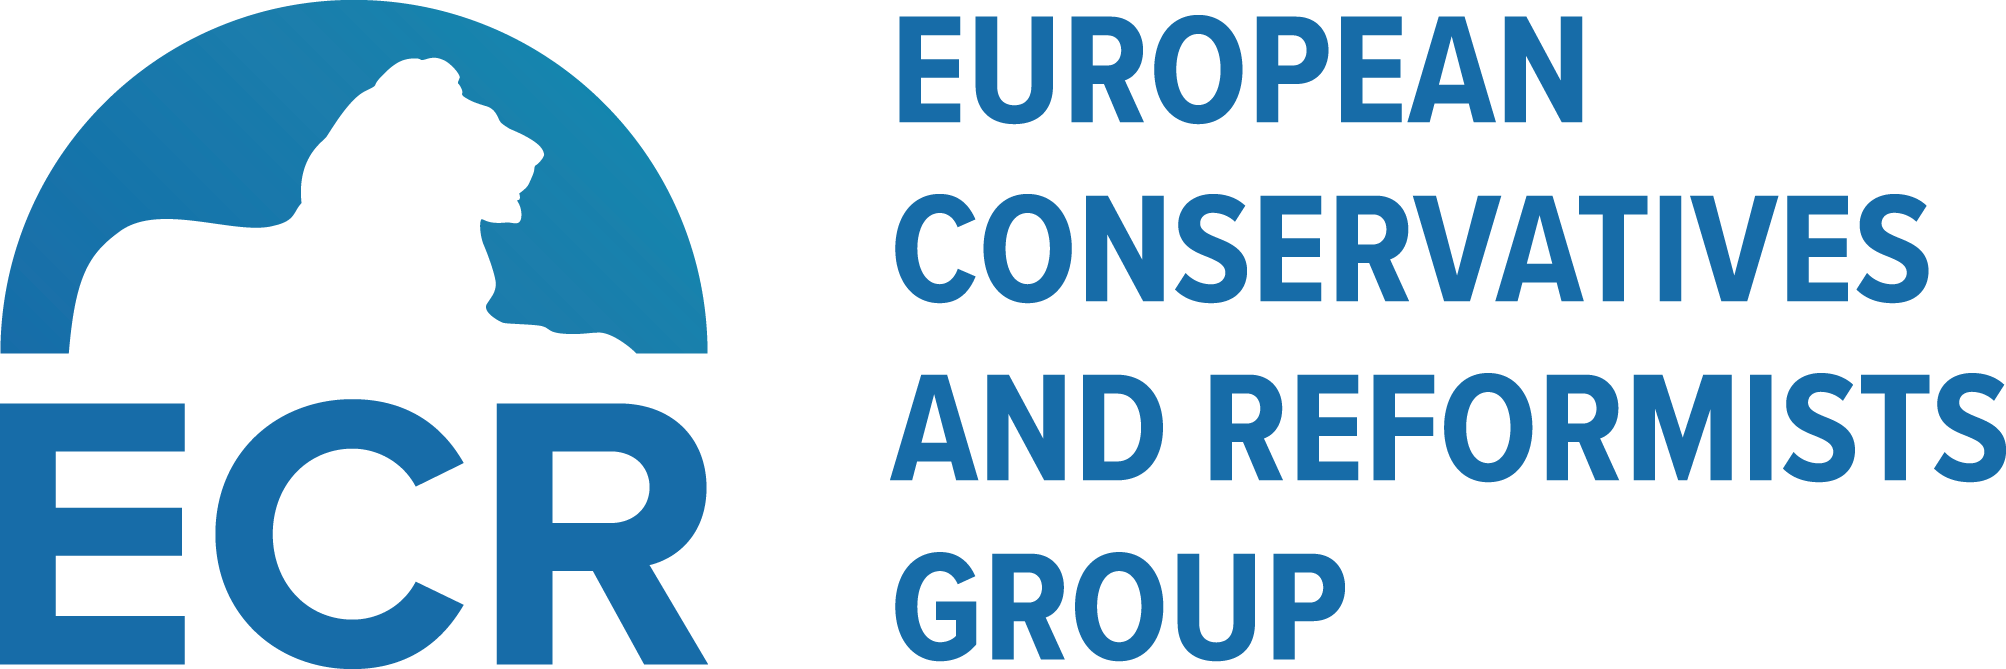 ECR
EUROPEAN
CONSERVATIVES
AND REFORMISTS
GROUP